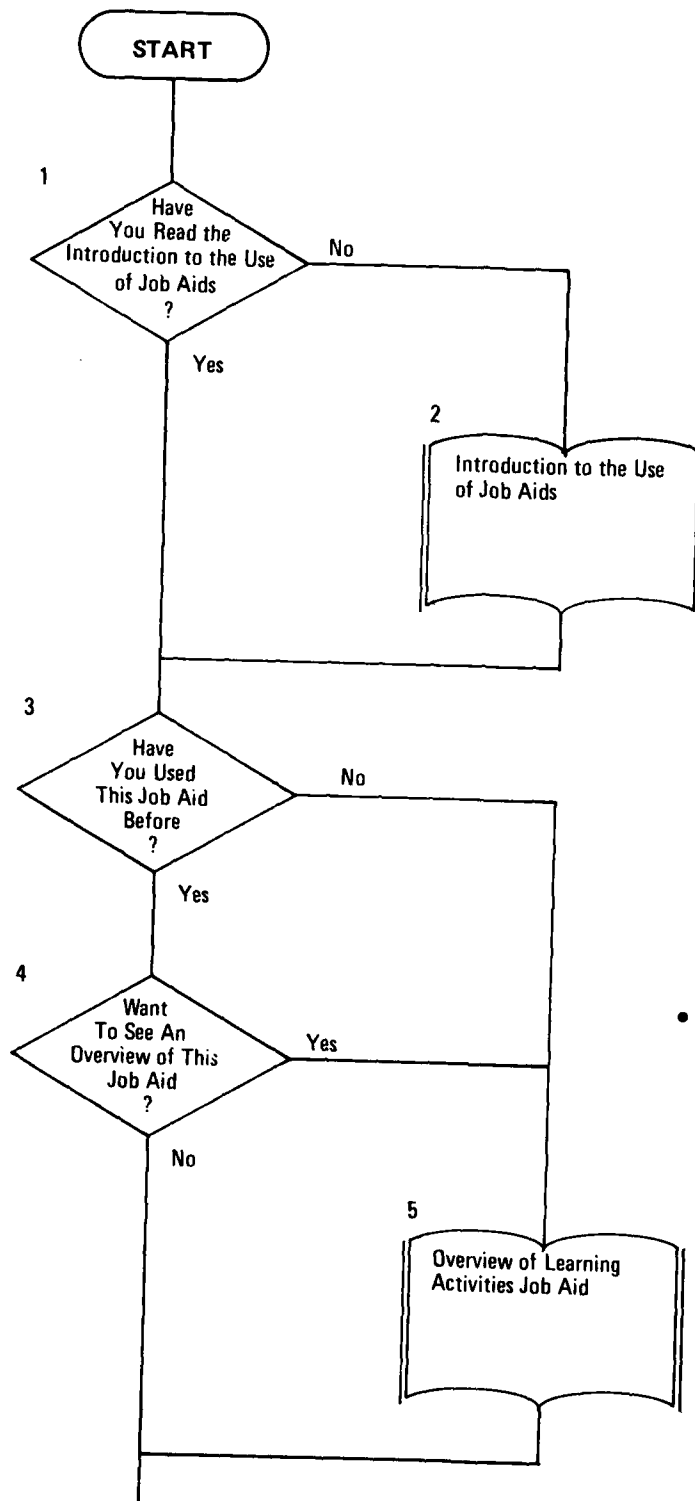 START
1
Have
You Read the
Introduction to the Use
of Job Aids
?
No
Yes
2
Introduction to the Use
of Job Aids
3
Have
You Used
This Job Aid
Before
?
No
Yes
4
Want
To See An
Overview of This
Job Aid
?
Yes
No
5
Overview of Learning
Activities Job Aid